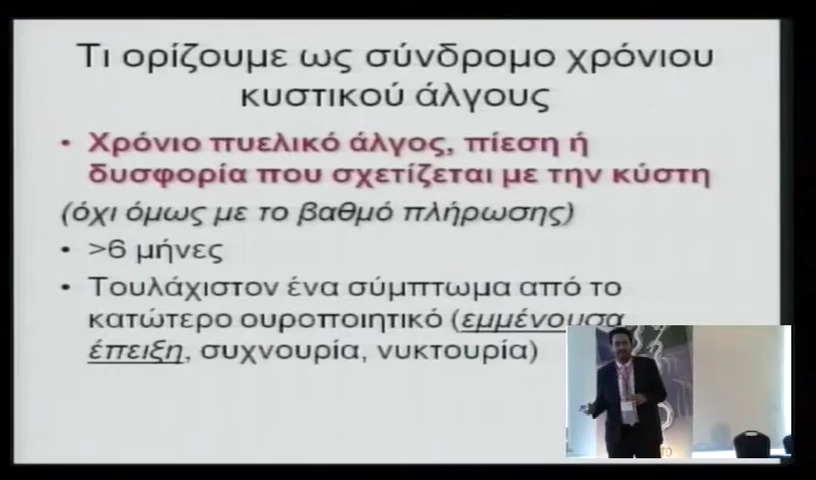 Τι ορίζουμε ως σύνδρομο χρόνιου
κυστικού άλγους
• Χρόνιο πυελικό άλγος, πίεση ή
δυσφορία που σχετίζεται με την κύστη
(όχι όμως με το βαθμό πλήρωσης)
• >6 μήνες
• Τουλάχιστον ένα σύμπτωμα από το
κατώτερο ουροποιητικό (εμμένουσα
έπειξη, συχνουρία, νυκτουρία)